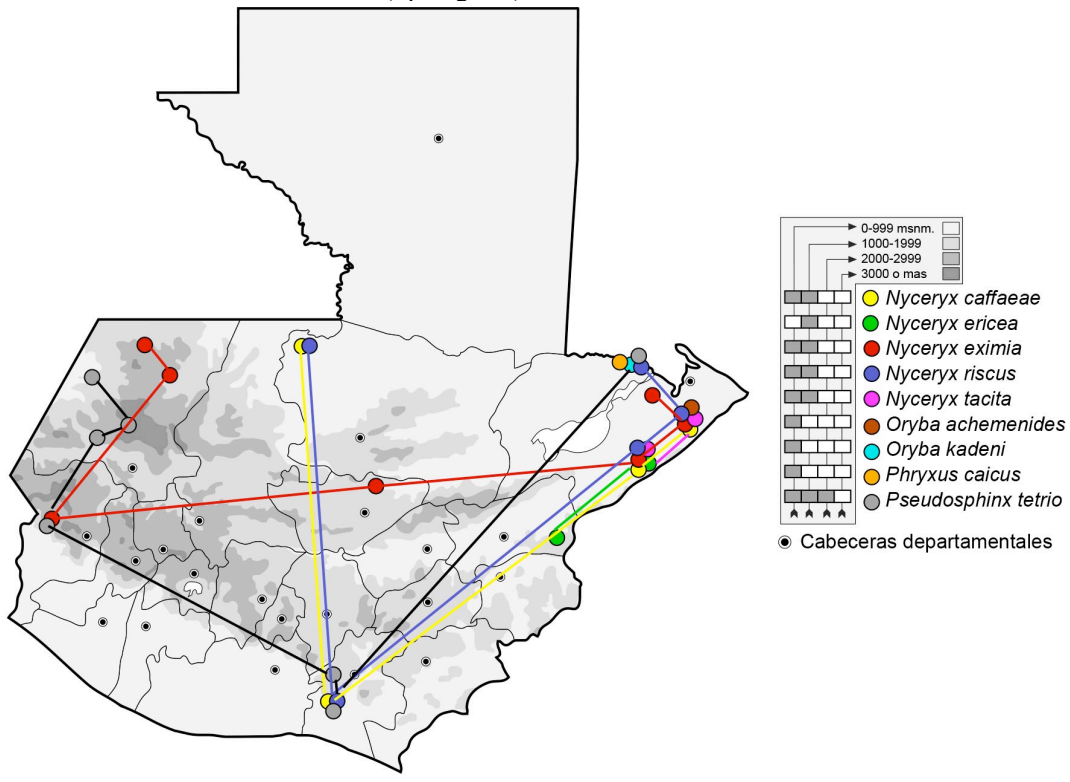 0-999 msnm.
1000-1999
2000-2999
3000 o mas
Nyceryx caffaeae
Nyceryx ericea
Nyceryx eximia
Nyceryx riscus
Nyceryx tacita
Oryba achemenides
Oryba kadeni
Phryxus caicus
Pseudosphinx tetrio
Cabeceras departamentales